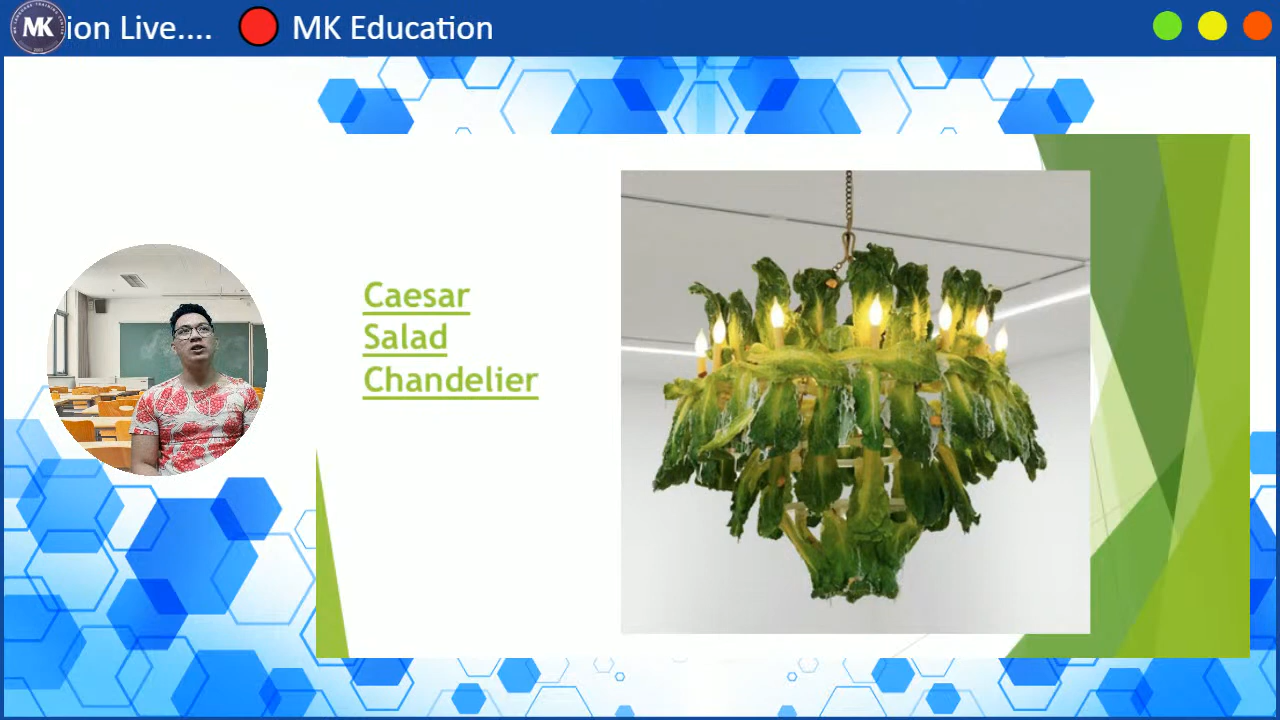 MK
ion Live....
MK Education
Caesar
Salad
Chandelier